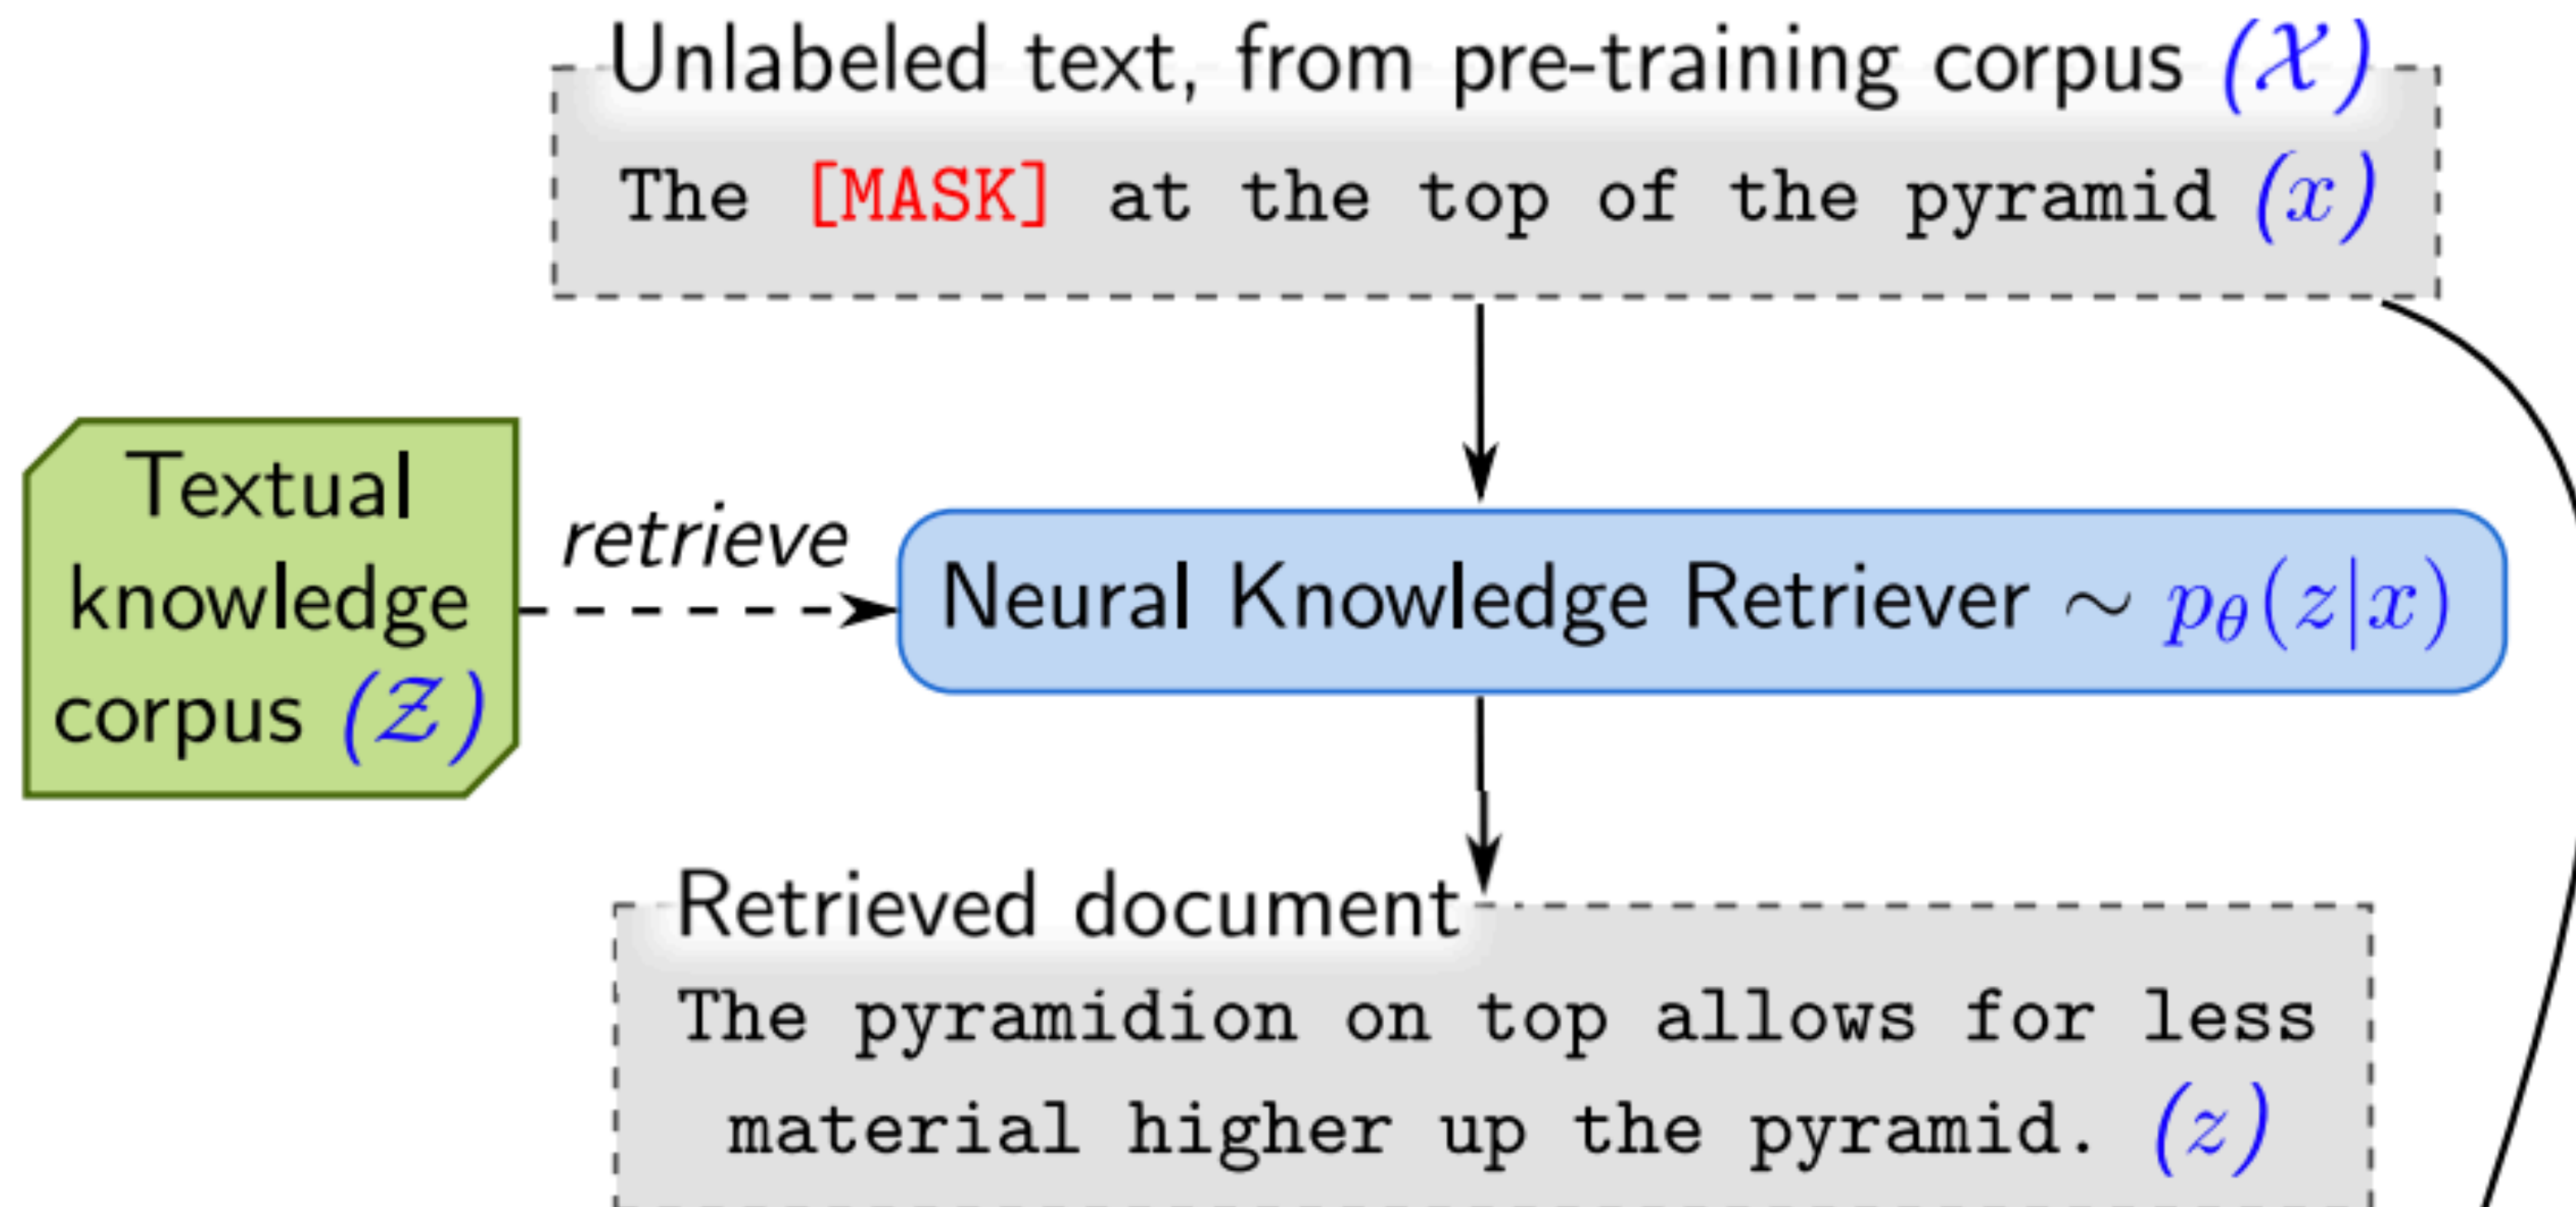 Unlabeled text, from pre-training corpus (𝒳)
The [MASK] at the top of the pyramid (x)
Textual
knowledge
corpus (𝒵)
retrieve
Neural Knowledge Retriever ~ pθ(z|x)
Retrieved document
The pyramidion on top allows for less
material higher up the pyramid. (z)